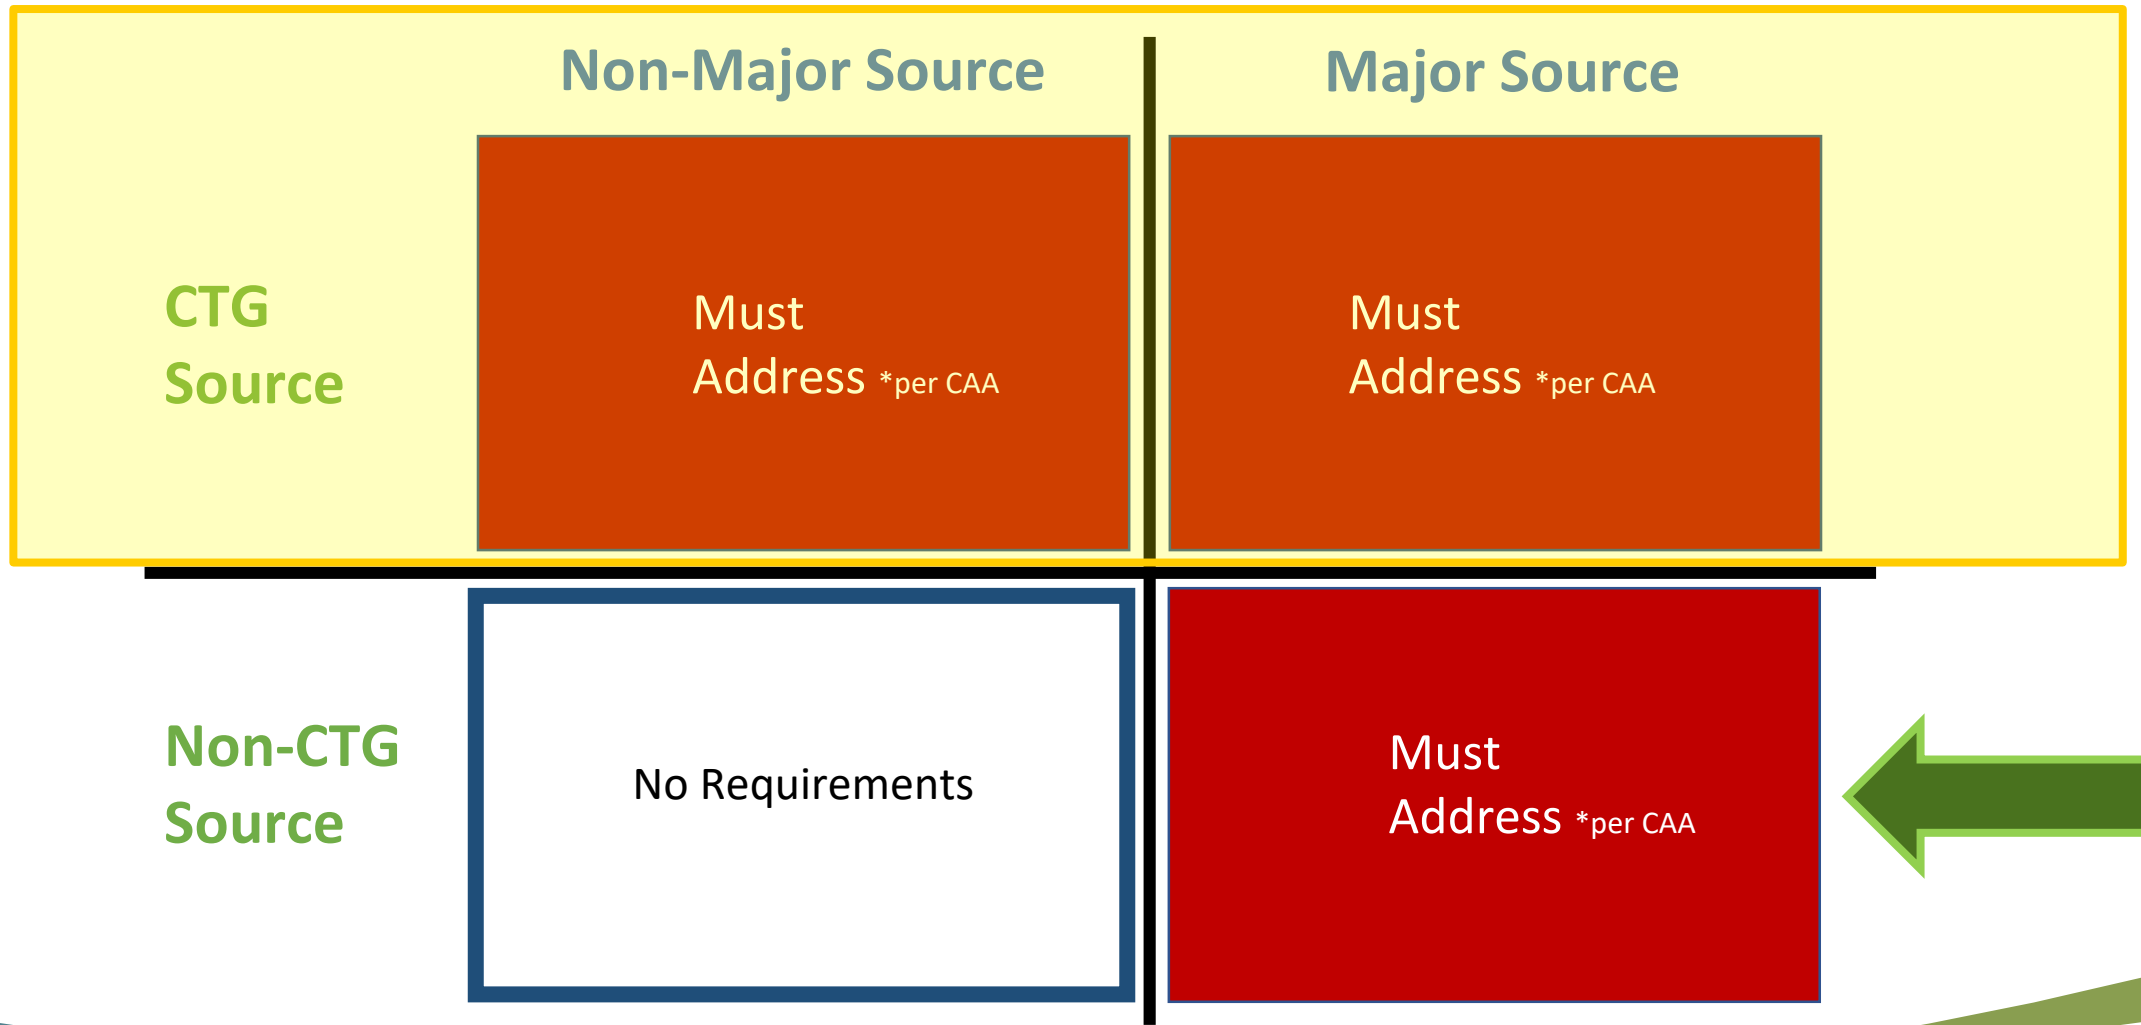 Non-Major Source
Major Source
CTG
Source
Must
Address *per CAA
Must
Address *per CAA
Non-CTG
Source
No Requirements
Must
Address *per CAA